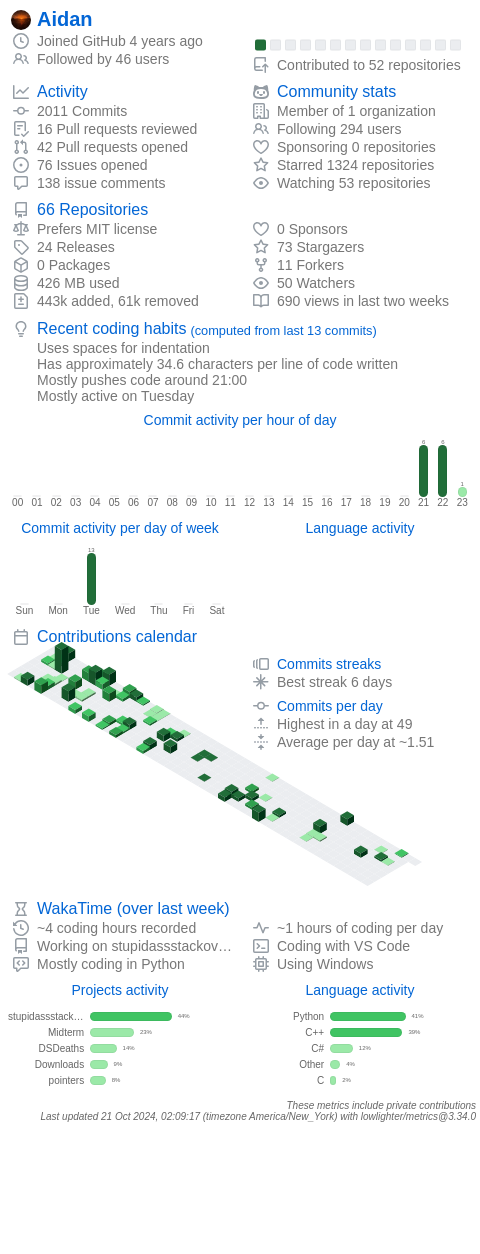 Aidan
Joined GitHub 4 years ago
Followed by 46 users
Contributed to 52 repositories
Activity
2011 Commits
16 Pull requests reviewed
42 Pull requests opened
76 Issues opened
138 issue comments
Community stats
Member of 1 organization
Following 294 users
Sponsoring 0 repositories
Starred 1324 repositories
Watching 53 repositories
66 Repositories
Prefers MIT license
24 Releases
0 Packages
426 MB used
443k added, 61k removed
0 Sponsors
73 Stargazers
11 Forkers
50 Watchers
690 views in last two weeks
Recent coding habits (computed from last 13 commits)
Uses spaces for indentation
Has approximately 34.6 characters per line of code written
Mostly pushes code around 21:00
Mostly active on Tuesday
Commit activity per hour of day
6 6 1
00 01 02 03 04 05 06 07 08 09 10 11 12 13 14 15 16 17 18 19 20 21 22 23
Commit activity per day of week
13
Sun Mon Tue Wed Thu Fri Sat
Language activity
Contributions calendar
Commits streaks
Best streak 6 days
Commits per day
Highest in a day at 49
Average per day at ~1.51
WakaTime (over last week)
~4 coding hours recorded
Working on stupidassstackov…
Mostly coding in Python
~1 hours of coding per day
Coding with VS Code
Using Windows
Projects activity
stupidassstack… 44%
Midterm 23%
DSDeaths 14%
Downloads 9%
pointers 8%
Language activity
Python 41%
C++ 39%
C# 12%
Other 4%
C 2%
These metrics include private contributions
Last updated 21 Oct 2024, 02:09:17 (timezone America/New_York) with lowlighter/metrics@3.34.0